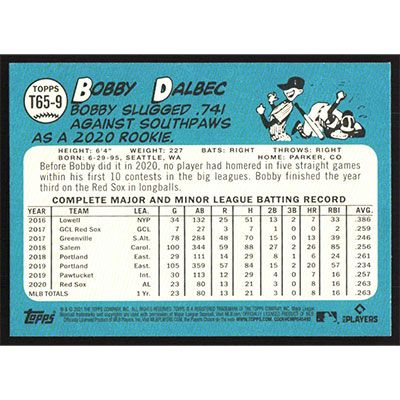 TOPPS
T65-9
BOBBY DALBEC
BOBBY SLUGGED .741
AGAINST SOUTHPAWS
AS A 2020 ROOKIE.
HEIGHT: 6'4" WEIGHT: 227 BATS: RIGHT THROWS: RIGHT
BORN: 6-29-95, SEATTLE, WA HOME: PARKER, CO
Before Bobby did it in 2020, no player had homered in five straight games
within his first 10 contests in the big leagues. Bobby finished the year
third on the Red Sox in longballs.
COMPLETE MAJOR AND MINOR LEAGUE BATTING RECORD
YEAR TEAM LEA. G AB R H 2B 3B HR RBI AVG.
2016 Lowell NYP 34 132 25 51 13 2 7 33 .386
2017 GCL Red Sox GCL 7 27 3 7 1 0 0 .259
2017 Greenville S.Atl. 78 284 48 70 15 0 13 39 .246
2018 Salem Carol. 100 344 59 88 27 2 26 85 .256
2018 Portland East. 29 111 14 29 8 1 6 24 .261
2019 Portland East. 105 359 57 84 15 2 20 57 .234
2019 Pawtucket Int. 30 113 12 29 4 0 7 16 .257
2020 Red Sox AL 23 80 13 21 3 0 8 16 .263
MLB TOTALS 1 Yr. 23 80 13 21 3 0 8 16 .263
Topps
MLB
PLAYERS